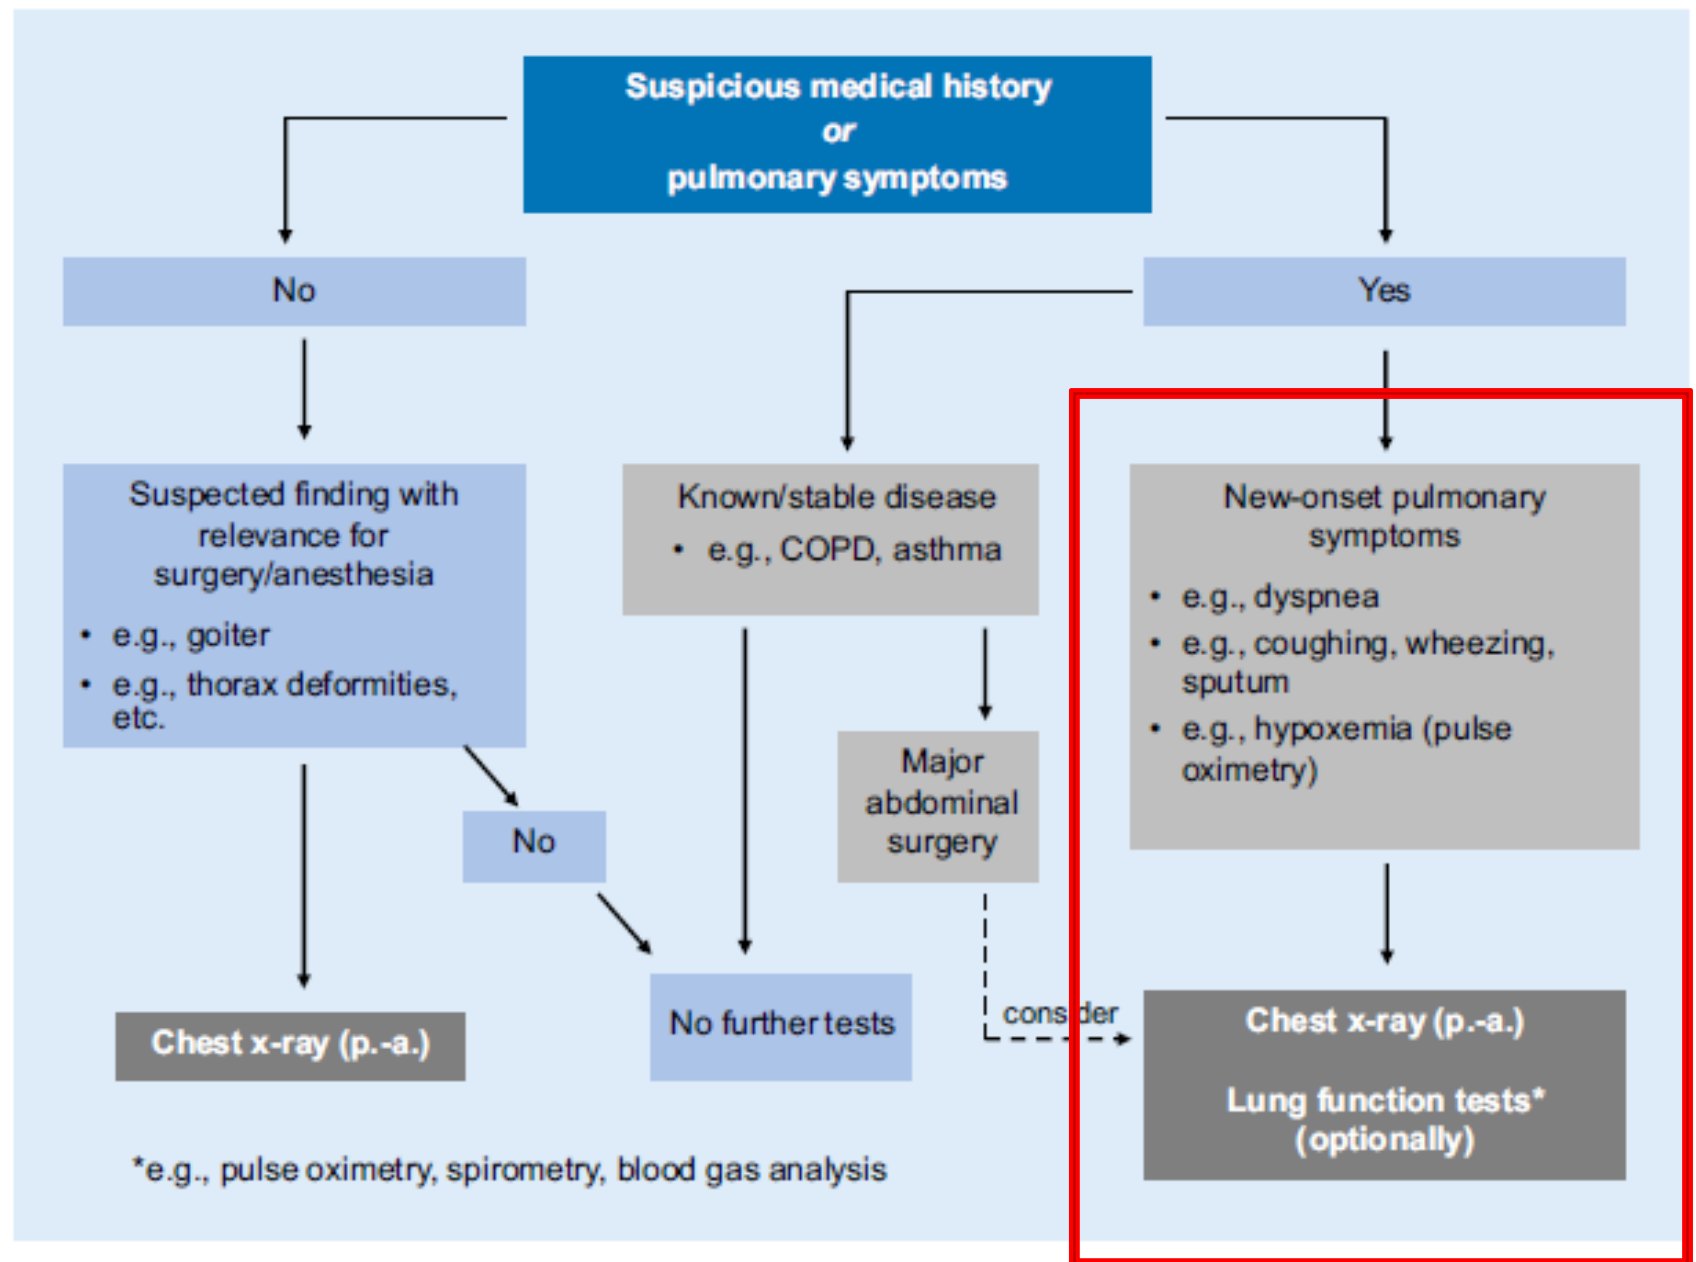 Suspicious medical history
or
pulmonary symptoms
No
Yes
Suspected finding with
relevance for
surgery/anesthesia
• e.g., goiter
• e.g., thorax deformities,
etc.
Known/stable disease
• e.g., COPD, asthma
New-onset pulmonary
symptoms
• e.g., dyspnea
• e.g., coughing, wheezing,
sputum
• e.g., hypoxemia (pulse
oximetry)
Major
abdominal
surgery
No
No further tests
consider
Chest x-ray (p.-a.)
Chest x-ray (p.-a.)
Lung function tests*
(optionally)
*e.g., pulse oximetry, spirometry, blood gas analysis